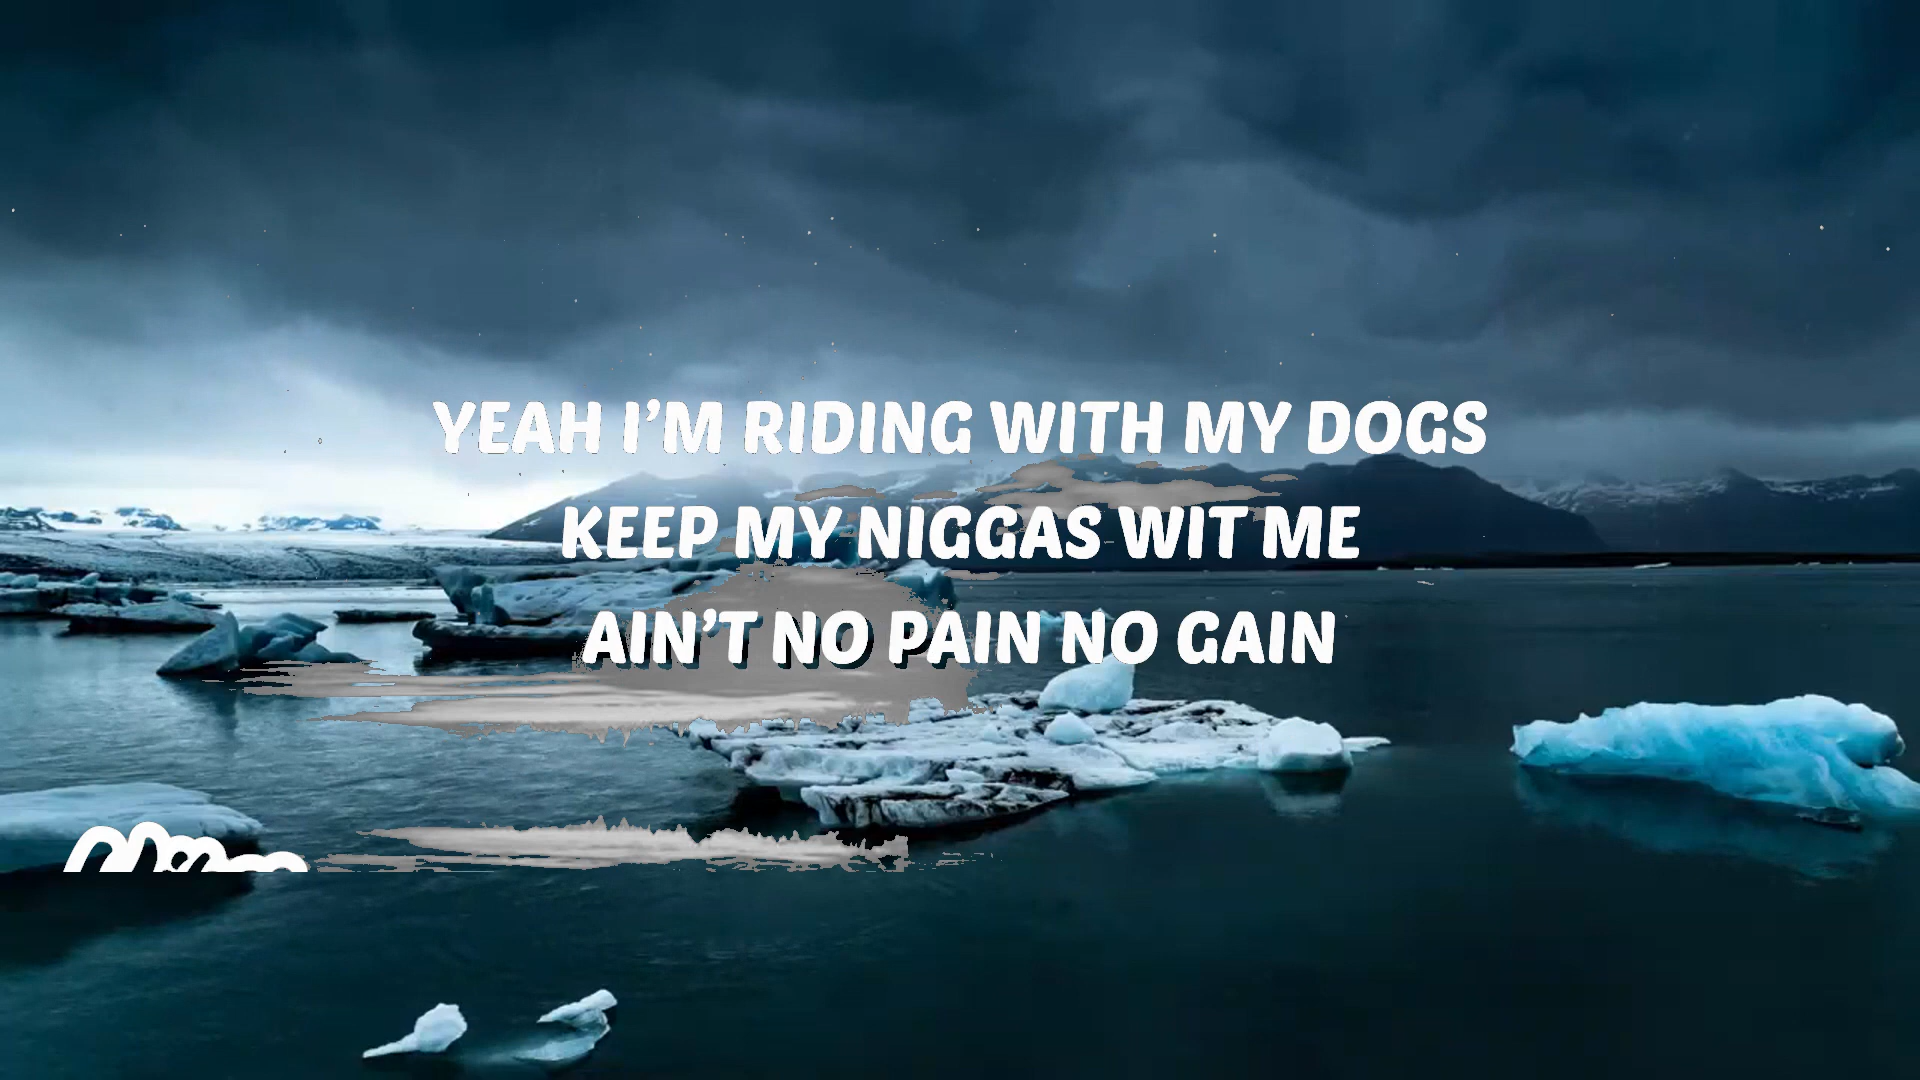 YEAH I'M RIDING WITH MY DOGS
KEEP MY NIGGAS WIT ME
AIN'T NO PAIN NO GAIN